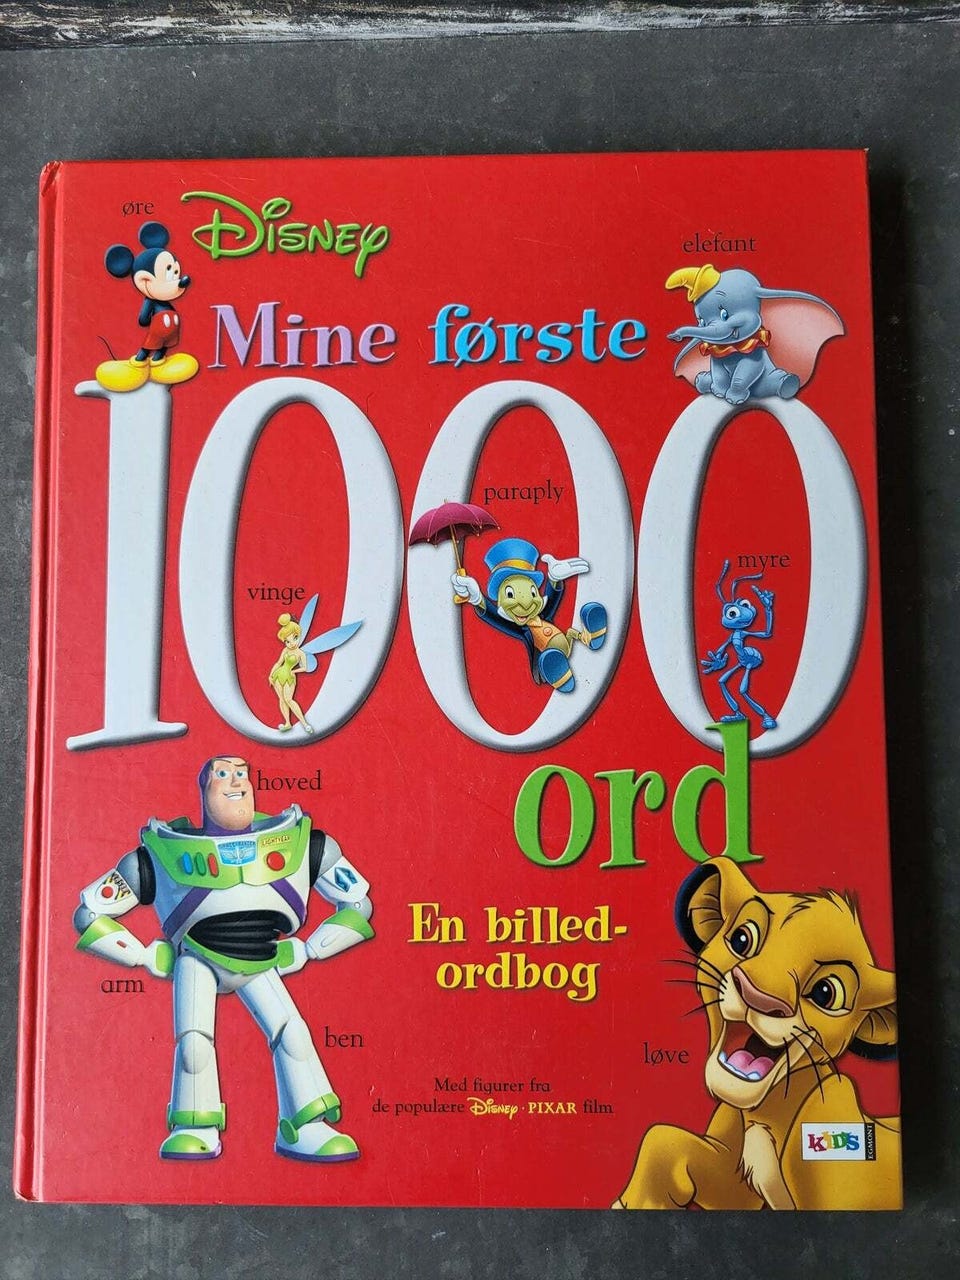 øre
Disney
elefant
Mine første
1000
paraply
myre
vinge
ord
hoved
En billed-
ordbog
arm
ben
løve
Med figurer fra
de populære Disney · PIXAR film
KIDS
EGMONT